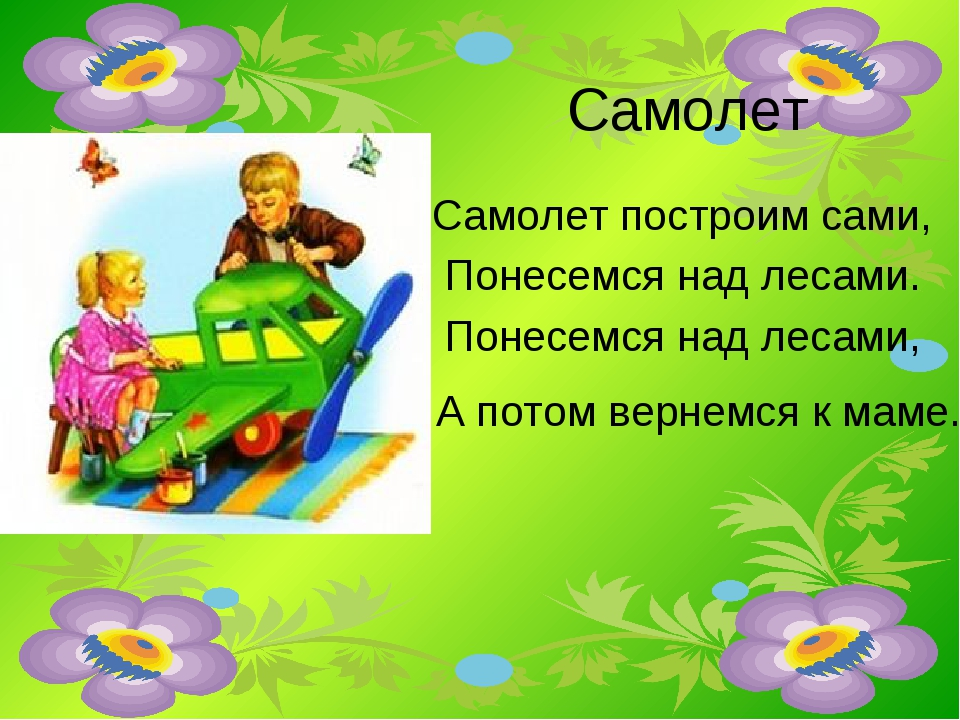 Самолет
Самолет построим сами,
Понесемся над лесами.
Понесемся над лесами,
А потом вернемся к маме.